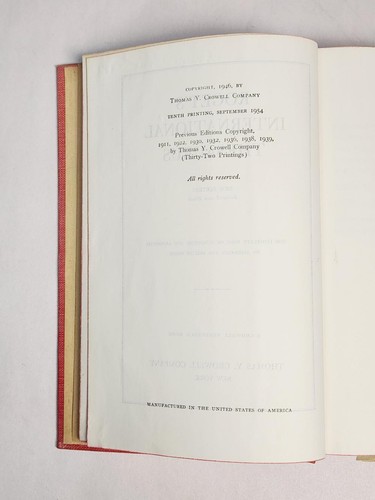 COPYRIGHT, 1946, BY
THOMAS Y. CROWELL COMPANY
TENTH PRINTING, SEPTEMBER 1954
Previous Editions Copyright,
1911, 1922, 1930, 1932, 1936, 1938, 1939,
by Thomas Y. Crowell Company
(Thirty-Two Printings)
All rights reserved.
MANUFACTURED IN THE UNITED STATES OF AMERICA